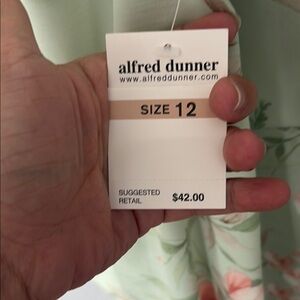 alfred dunner
www.alfreddunner.com
SIZE 12
SUGGESTED
RETAIL $42.00